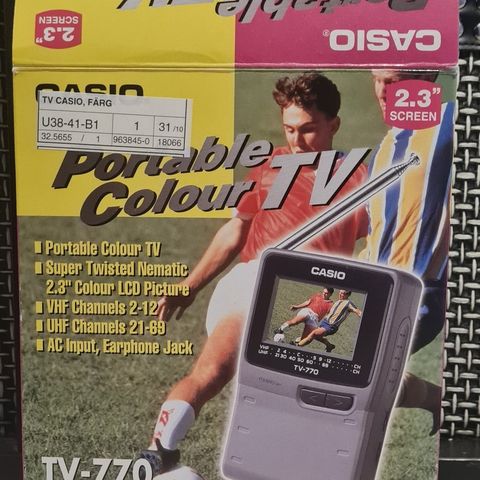 Portable
CASIO®
2.3"
SCREEN
CASIO
2.3"
SCREEN
TV CASIO, FÄRG
U38-41-B1 1 31/10
32.5655 / 1 963845-0 18066
Portable
Colour TV
Portable Colour TV
Super Twisted Nematic
2.3" Colour LCD Picture
VHF Channels 2-12
UHF Channels 21-69
AC Input, Earphone Jack
CASIO
TV-770
TV-770